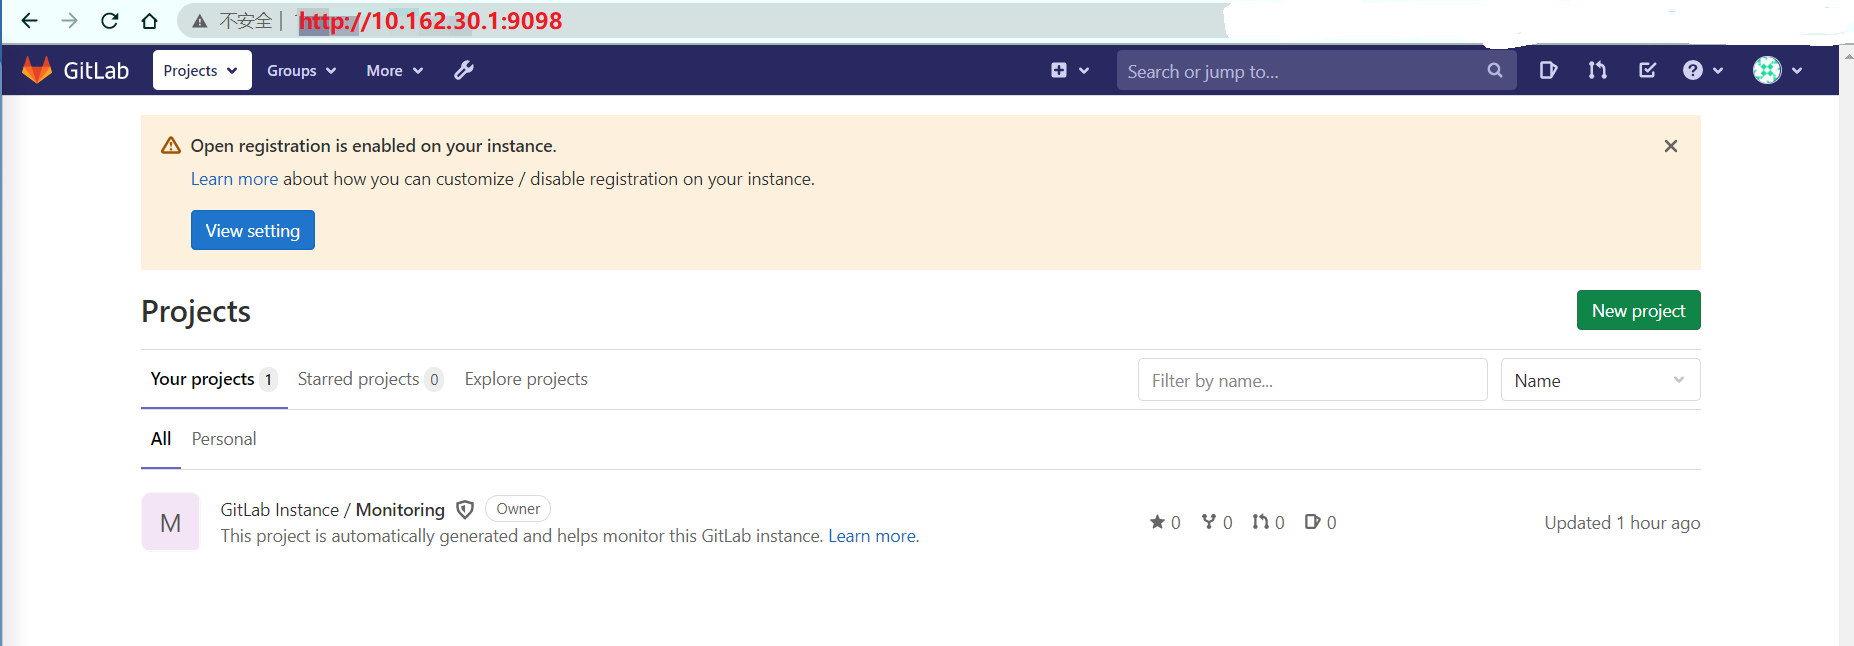 不安全 | http://10.162.30.1:9098
GitLab Projects Groups More Search or jump to...
Open registration is enabled on your instance.
Learn more about how you can customize / disable registration on your instance.
View setting
Projects New project
Your projects 1 Starred projects 0 Explore projects Filter by name... Name
All Personal
M
GitLab Instance / Monitoring Owner
This project is automatically generated and helps monitor this GitLab instance. Learn more.
0 0 0 0 Updated 1 hour ago